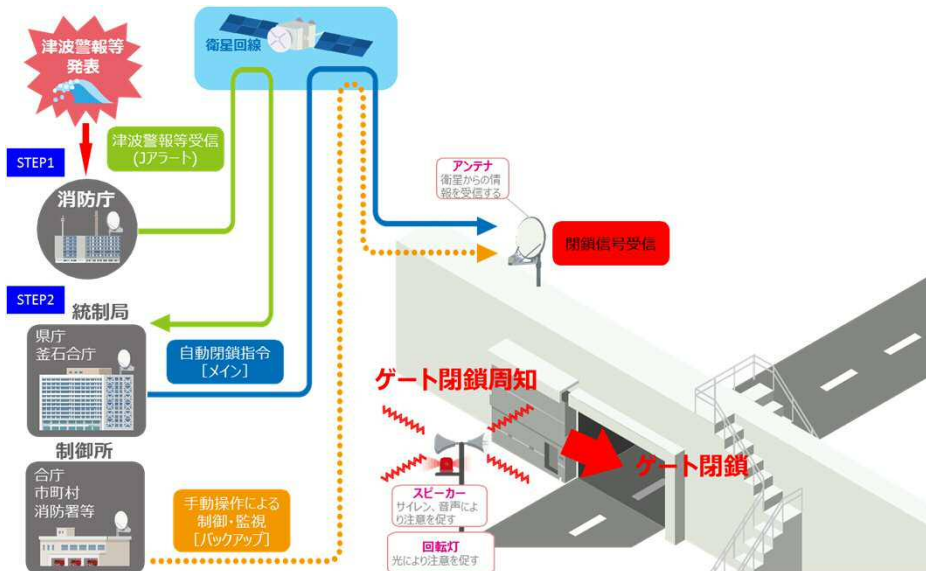 津波警報等
発表
衛星回線
津波警報等受信
(Jアラート)
STEP1
消防庁
アンテナ
衛星からの情
報を受信する
閉鎖信号受信
STEP2
統制局
県庁
釜石合庁
自動閉鎖指令
[メイン]
ゲート閉鎖周知
ゲート閉鎖
制御所
合庁
市町村
消防署等
手動操作による
制御・監視
[バックアップ]
スピーカー
サイレン、音声によ
り注意を促す
回転灯
光により注意を促す